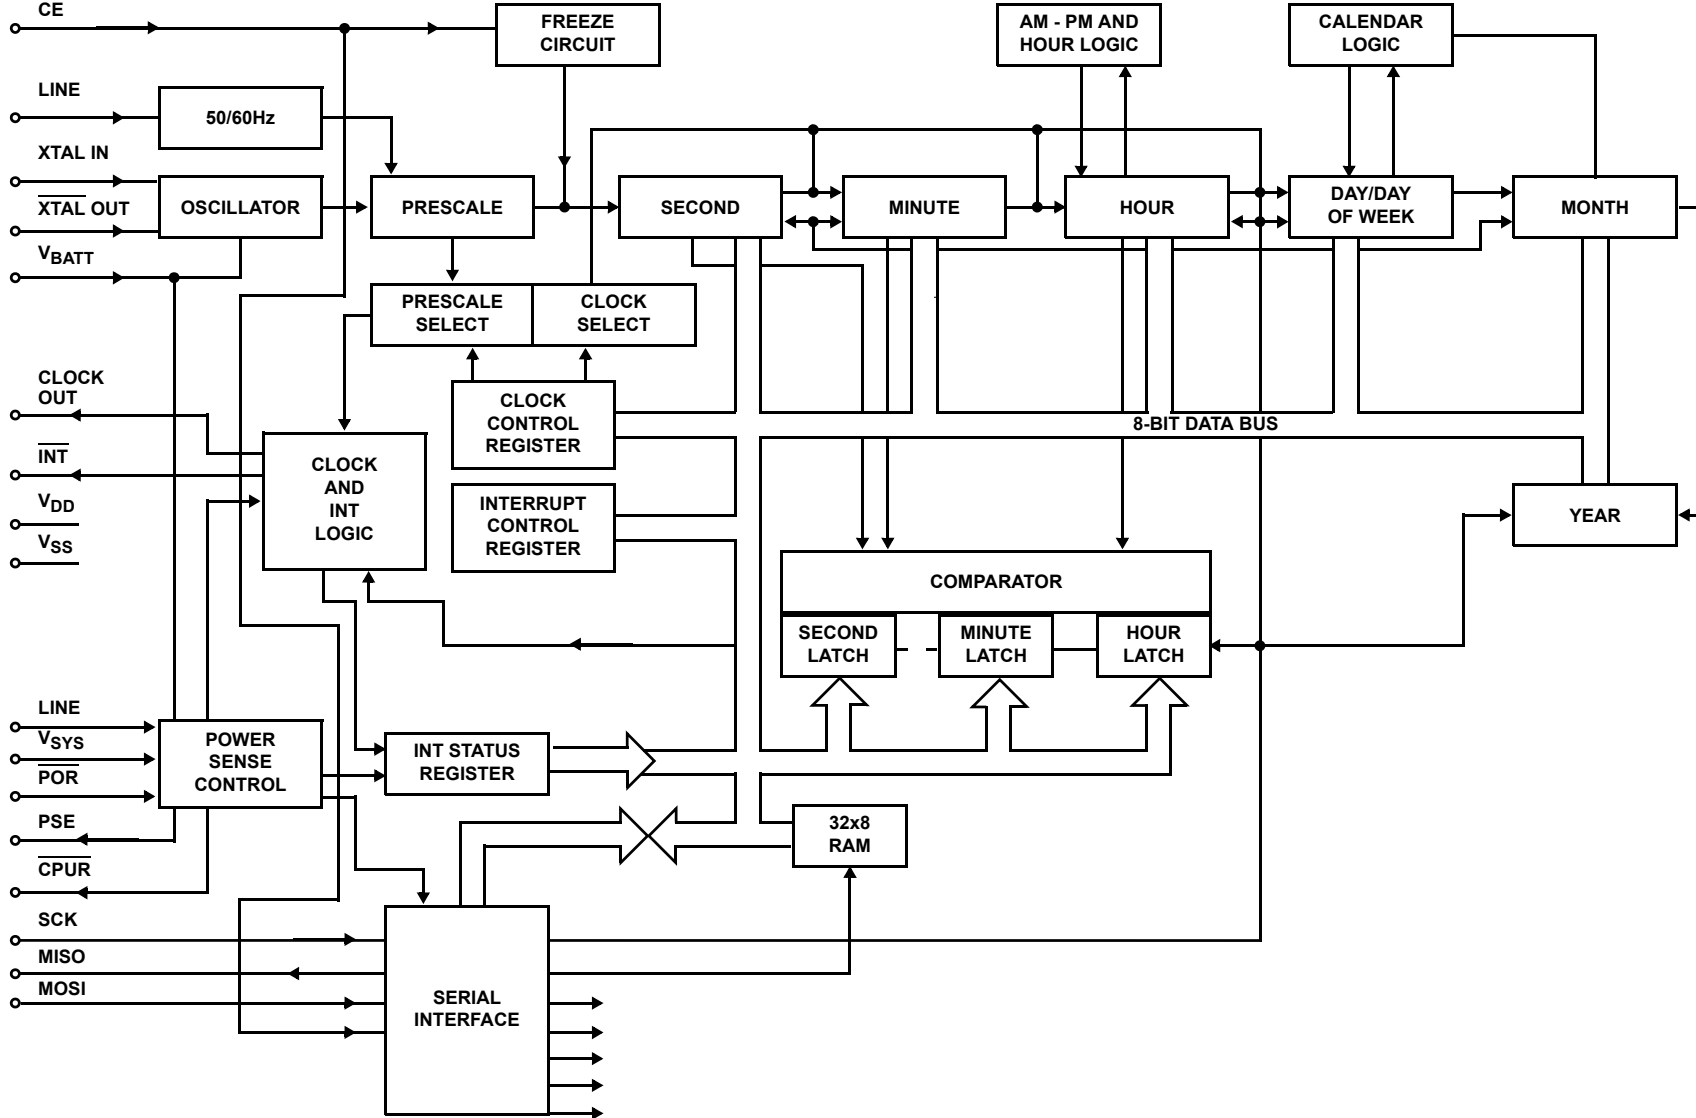 CE
FREEZE
CIRCUIT
AM - PM AND
HOUR LOGIC
CALENDAR
LOGIC
LINE
50/60Hz
XTAL IN
XTAL OUT
OSCILLATOR
PRESCALE
SECOND
MINUTE
HOUR
DAY/DAY
OF WEEK
MONTH
VBATT
PRESCALE
SELECT
CLOCK
SELECT
CLOCK
OUT
CLOCK
CONTROL
REGISTER
8-BIT DATA BUS
INT
CLOCK
AND
INT
LOGIC
VDD
VSS
INTERRUPT
CONTROL
REGISTER
YEAR
COMPARATOR
SECOND
LATCH
MINUTE
LATCH
HOUR
LATCH
LINE
VSYS
POR
POWER
SENSE
CONTROL
INT STATUS
REGISTER
PSE
CPUR
32x8
RAM
SCK
MISO
MOSI
SERIAL
INTERFACE